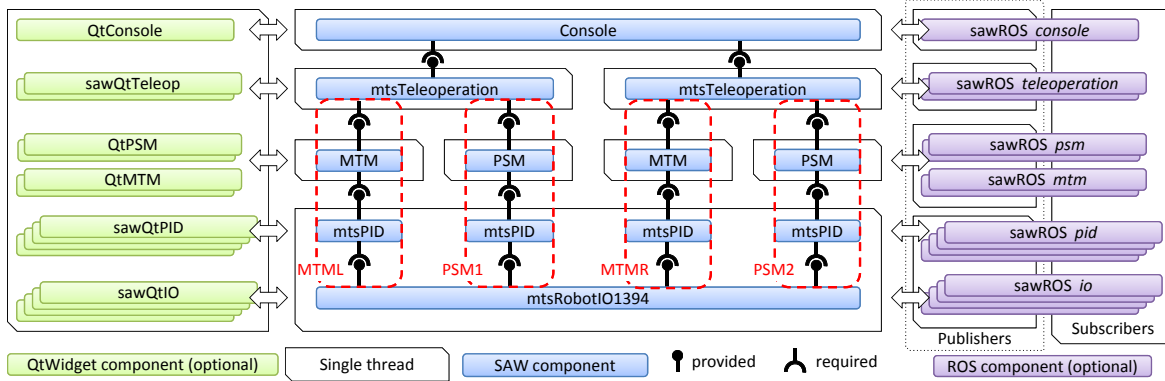 QtConsole
Console
sawROS console
sawQtTeleop
mtsTeleoperation
mtsTeleoperation
sawROS teleoperation
QtPSM
MTM
PSM
MTM
PSM
sawROS psm
QtMTM
sawROS mtm
sawQtPID
mtsPID
mtsPID
mtsPID
mtsPID
sawROS pid
MTML
PSM1
MTMR
PSM2
sawQtIO
mtsRobotIO1394
sawROS io
Publishers
Subscribers
QtWidget component (optional)
Single thread
SAW component
provided
required
ROS component (optional)